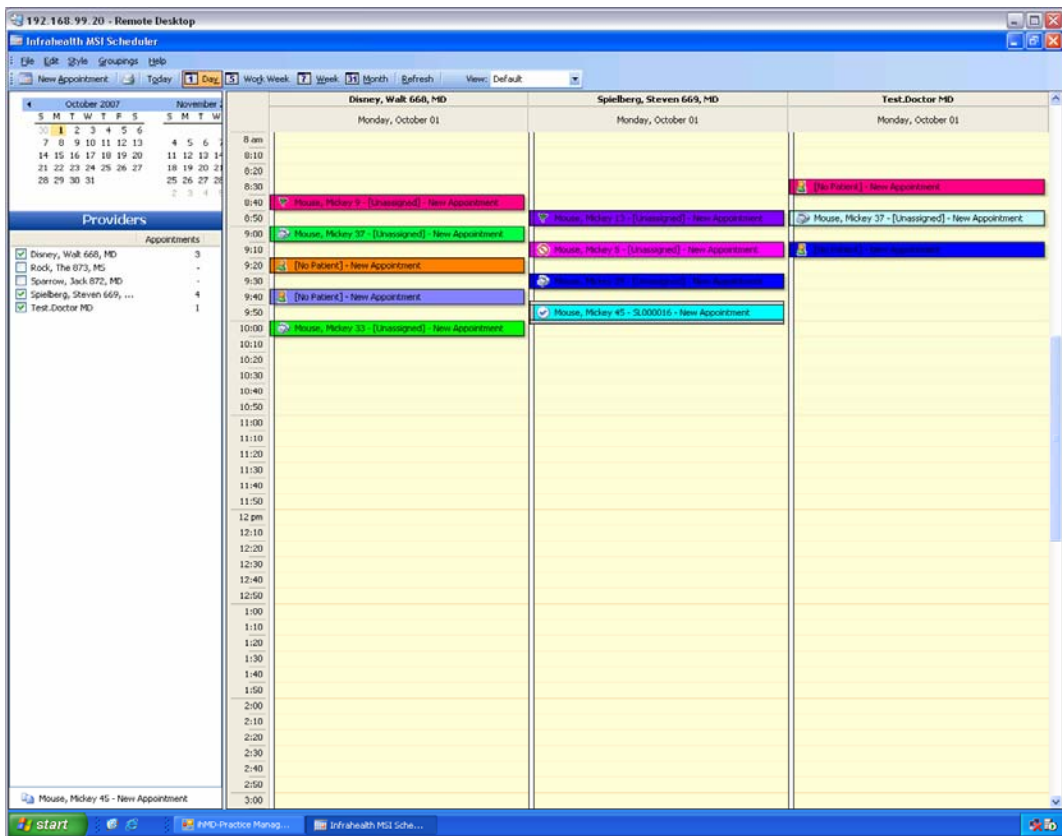 192.168.99.20 - Remote Desktop
Infrahealth MSI Scheduler
File Edit Style Groupings Help
New Appointment Today 1 Day 5 Work Week 7 Week 31 Month Refresh View: Default
October 2007 November
S M T W T F S S M T W
30 1 2 3 4 5 6
7 8 9 10 11 12 13 4 5 6 7
14 15 16 17 18 19 20 11 12 13 14
21 22 23 24 25 26 27 18 19 20 21
28 29 30 31 25 26 27 28
2 3 4 5
Providers
Appointments
Disney, Walt 668, MD 3
Rock, The 873, MS -
Sparrow, Jack 872, MD -
Spielberg, Steven 669, ... 4
Test.Doctor MD 1
Disney, Walt 668, MD Spielberg, Steven 669, MD Test.Doctor MD
Monday, October 01 Monday, October 01 Monday, October 01
8 am
8:10
8:20
8:30 [No Patient] - New Appointment
8:40 Mouse, Mickey 9 - [Unassigned] - New Appointment
8:50 Mouse, Mickey 13 - [Unassigned] - New Appointment Mouse, Mickey 37 - [Unassigned] - New Appointment
9:00 Mouse, Mickey 37 - [Unassigned] - New Appointment
9:10 Mouse, Mickey 5 - [Unassigned] - New Appointment [No Patient] - New Appointment
9:20 [No Patient] - New Appointment
9:30
9:40 [No Patient] - New Appointment
9:50 Mouse, Mickey 45 - SL000016 - New Appointment
10:00 Mouse, Mickey 33 - [Unassigned] - New Appointment
10:10
10:20
10:30
10:40
10:50
11:00
11:10
11:20
11:30
11:40
11:50
12 pm
12:10
12:20
12:30
12:40
12:50
1:00
1:10
1:20
1:30
1:40
1:50
2:00
2:10
2:20
2:30
2:40
2:50
3:00
Mouse, Mickey 45 - New Appointment
start ihMD-Practice Manag... Infrahealth MSI Sche...